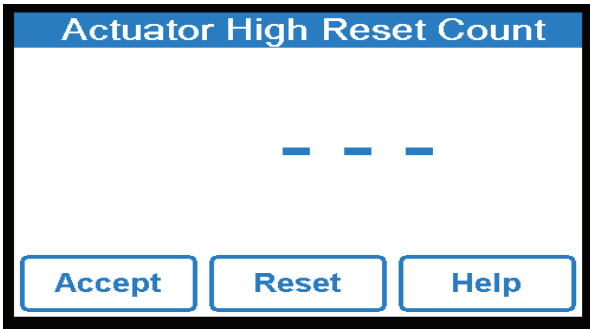 Actuator High Reset Count
- - -
Accept Reset Help